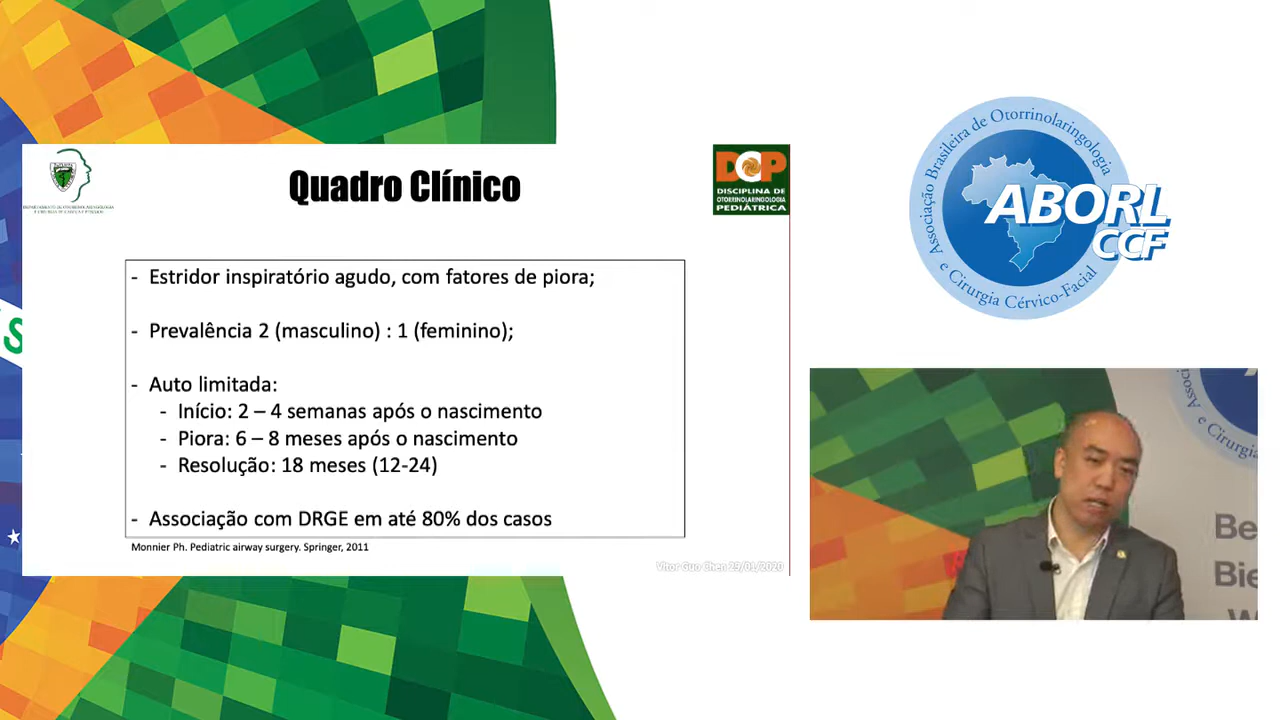 Quadro Clínico
DCP
DISCIPLINA DE
OTORRINOLARINGOLOGIA
PEDIÁTRICA
- Estridor inspiratório agudo, com fatores de piora;
- Prevalência 2 (masculino) : 1 (feminino);
- Auto limitada:
- Início: 2 – 4 semanas após o nascimento
- Piora: 6 – 8 meses após o nascimento
- Resolução: 18 meses (12-24)
- Associação com DRGE em até 80% dos casos
Monnier Ph. Pediatric airway surgery. Springer, 2011
Vitor Guo Chen 29/01/2020
Associação Brasileira de Otorrinolaringologia
e Cirurgia Cérvico-Facial
ABORL
CCF
S
Be
Bie